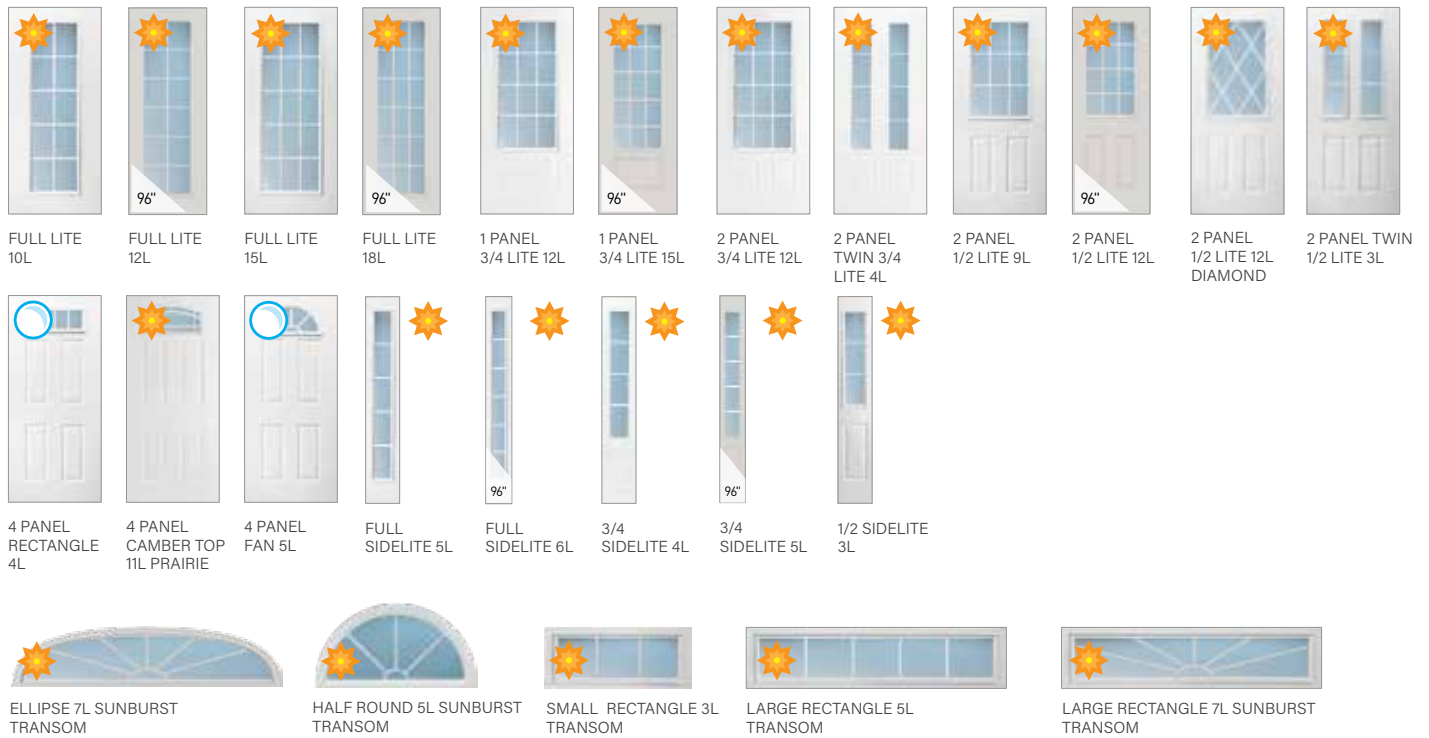 96"
96"
96"
96"
FULL LITE
10L
FULL LITE
12L
FULL LITE
15L
FULL LITE
18L
1 PANEL
3/4 LITE 12L
1 PANEL
3/4 LITE 15L
2 PANEL
3/4 LITE 12L
2 PANEL
TWIN 3/4
LITE 4L
2 PANEL
1/2 LITE 9L
2 PANEL
1/2 LITE 12L
2 PANEL
1/2 LITE 12L
DIAMOND
2 PANEL TWIN
1/2 LITE 3L
96"
96"
4 PANEL
RECTANGLE
4L
4 PANEL
CAMBER TOP
11L PRAIRIE
4 PANEL
FAN 5L
FULL
SIDELITE 5L
FULL
SIDELITE 6L
3/4
SIDELITE 4L
3/4
SIDELITE 5L
1/2 SIDELITE
3L
ELLIPSE 7L SUNBURST
TRANSOM
HALF ROUND 5L SUNBURST
TRANSOM
SMALL RECTANGLE 3L
TRANSOM
LARGE RECTANGLE 5L
TRANSOM
LARGE RECTANGLE 7L SUNBURST
TRANSOM